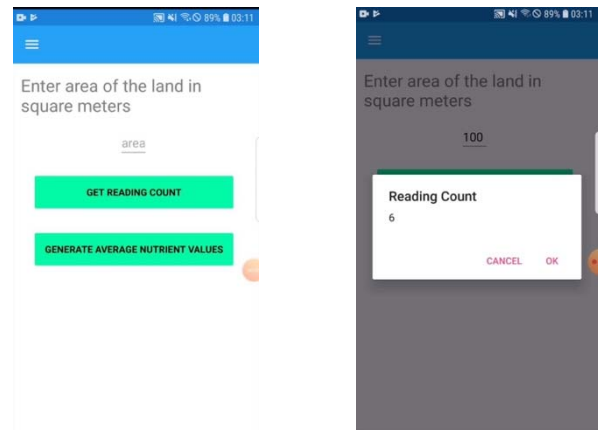 89% 03:11
Enter area of the land in
square meters
area
GET READING COUNT
GENERATE AVERAGE NUTRIENT VALUES
89% 03:11
Enter area of the land in
square meters
100
Reading Count
6
CANCEL OK